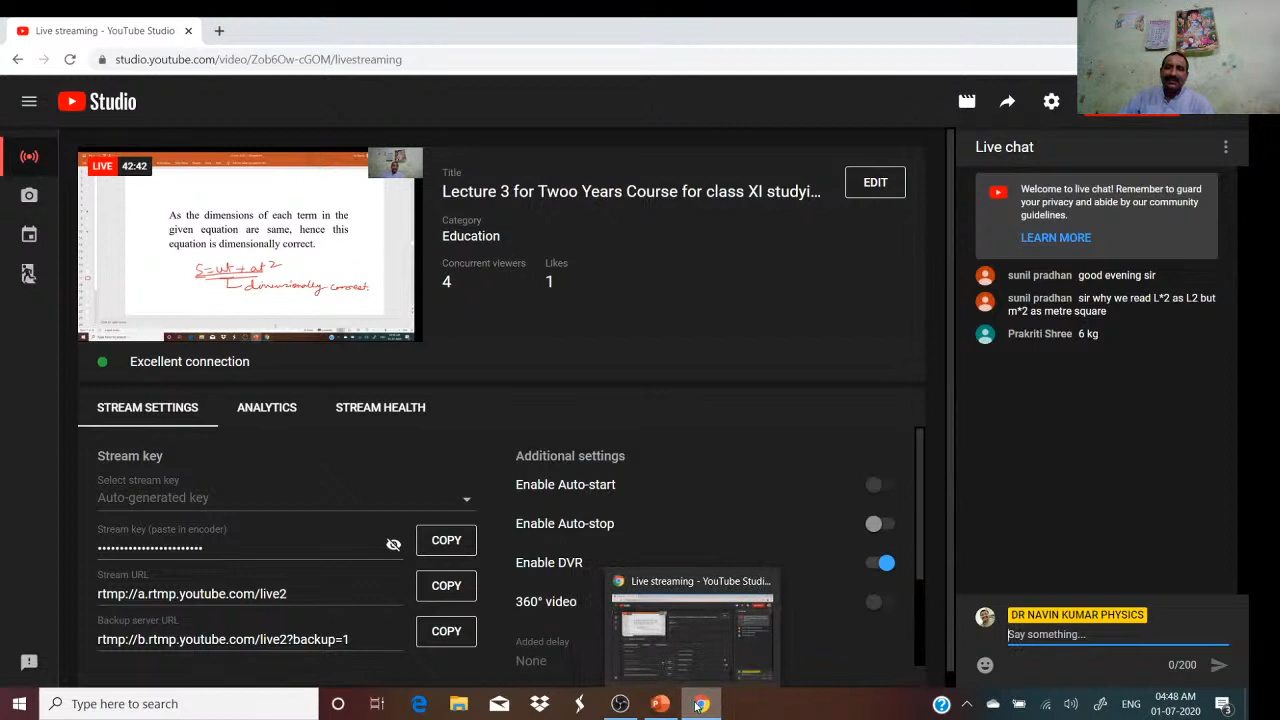 Live streaming - YouTube Studio
studio.youtube.com/video/Zob6Ow-cGOM/livestreaming
Studio
LIVE 42:42
As the dimensions of each term in the
given equation are same, hence this
equation is dimensionally correct.
S=ut+at2
dimensionally correct.
Title
Lecture 3 for Twoo Years Course for class XI studyi...
EDIT
Category
Education
Concurrent viewers
4
Likes
1
Excellent connection
STREAM SETTINGS
ANALYTICS
STREAM HEALTH
Stream key
Select stream key
Auto-generated key
Stream key (paste in encoder)
••••••••••••••••••••••••
COPY
Stream URL
rtmp://a.rtmp.youtube.com/live2
COPY
Backup server URL
rtmp://b.rtmp.youtube.com/live2?backup=1
COPY
Additional settings
Enable Auto-start
Enable Auto-stop
Enable DVR
360° video
Added delay
None
Live streaming - YouTube Studi...
Live chat
Welcome to live chat! Remember to guard
your privacy and abide by our community
guidelines.
LEARN MORE
sunil pradhan good evening sir
sunil pradhan sir why we read L*2 as L2 but
m*2 as metre square
Prakriti Shree 6 kg
DR NAVIN KUMAR PHYSICS
Say something...
0/200
Type here to search
ENG
04:48 AM
01-07-2020
3